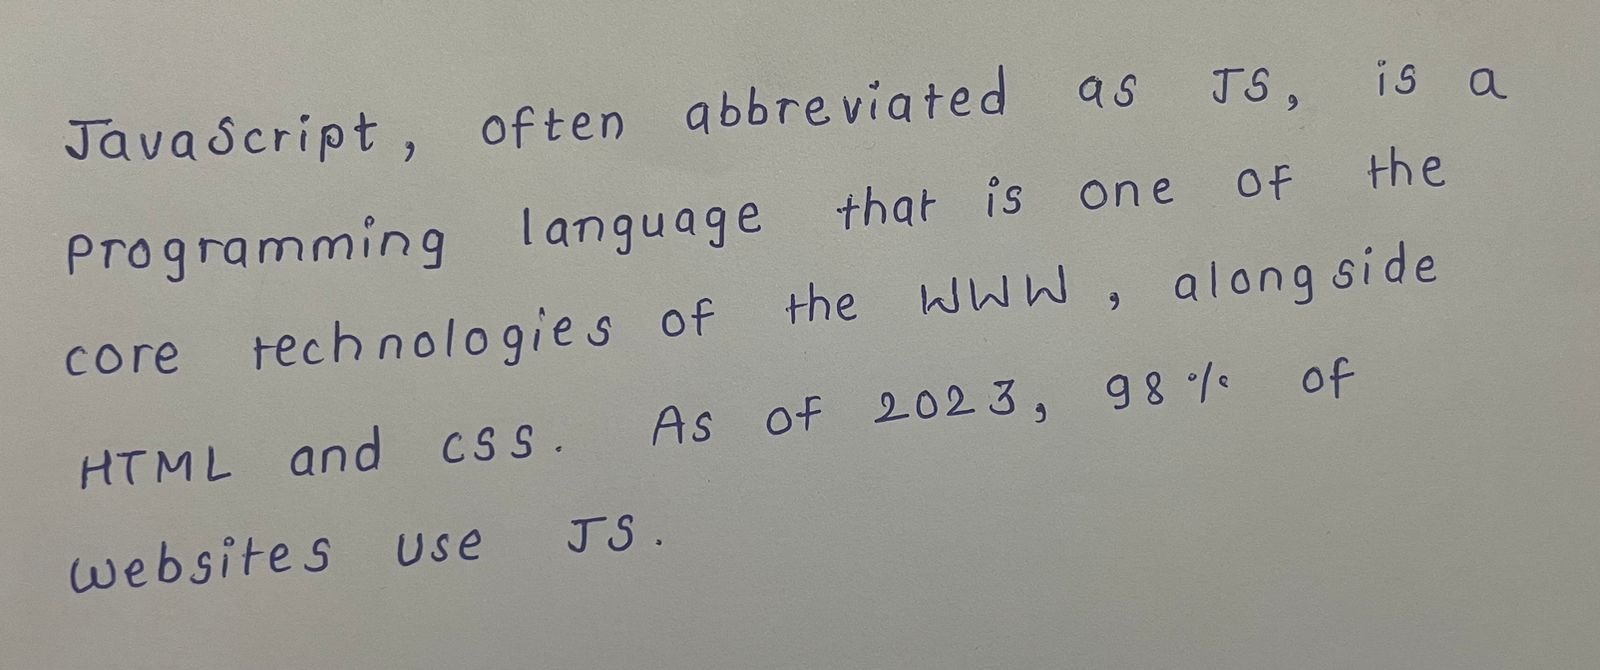 JavaScript, often abbreviated as JS, is a
programming language that is one of the
core technologies of the WWW, alongside
HTML and CSS. As of 2023, 98% of
websites use JS.